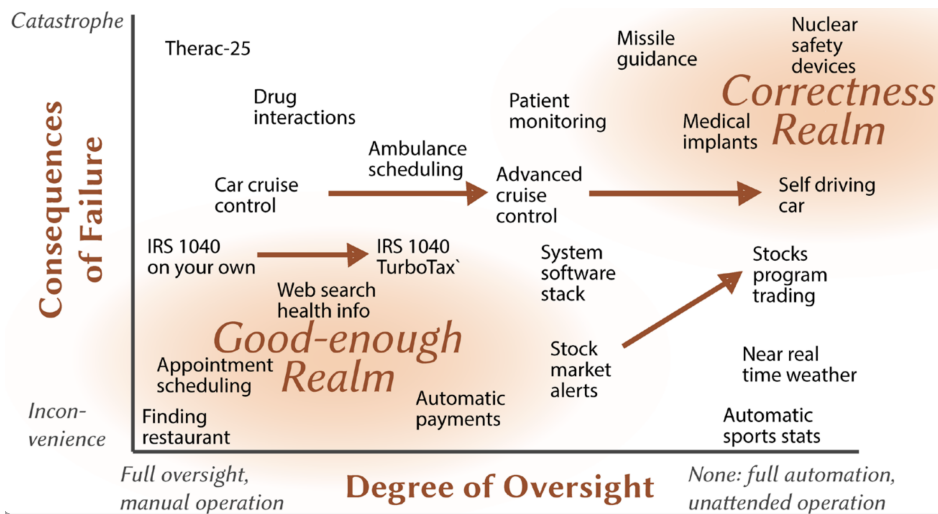 Catastrophe
Consequences
of Failure
Incon-
venience
Therac-25
Drug
interactions
Ambulance
scheduling
Patient
monitoring
Missile
guidance
Nuclear
safety
devices
Correctness
Realm
Medical
implants
Car cruise
control
Advanced
cruise
control
Self driving
car
IRS 1040
on your own
IRS 1040
TurboTax`
System
software
stack
Stocks
program
trading
Web search
health info
Good-enough
Realm
Appointment
scheduling
Stock
market
alerts
Near real
time weather
Finding
restaurant
Automatic
payments
Automatic
sports stats
Full oversight,
manual operation
Degree of Oversight
None: full automation,
unattended operation